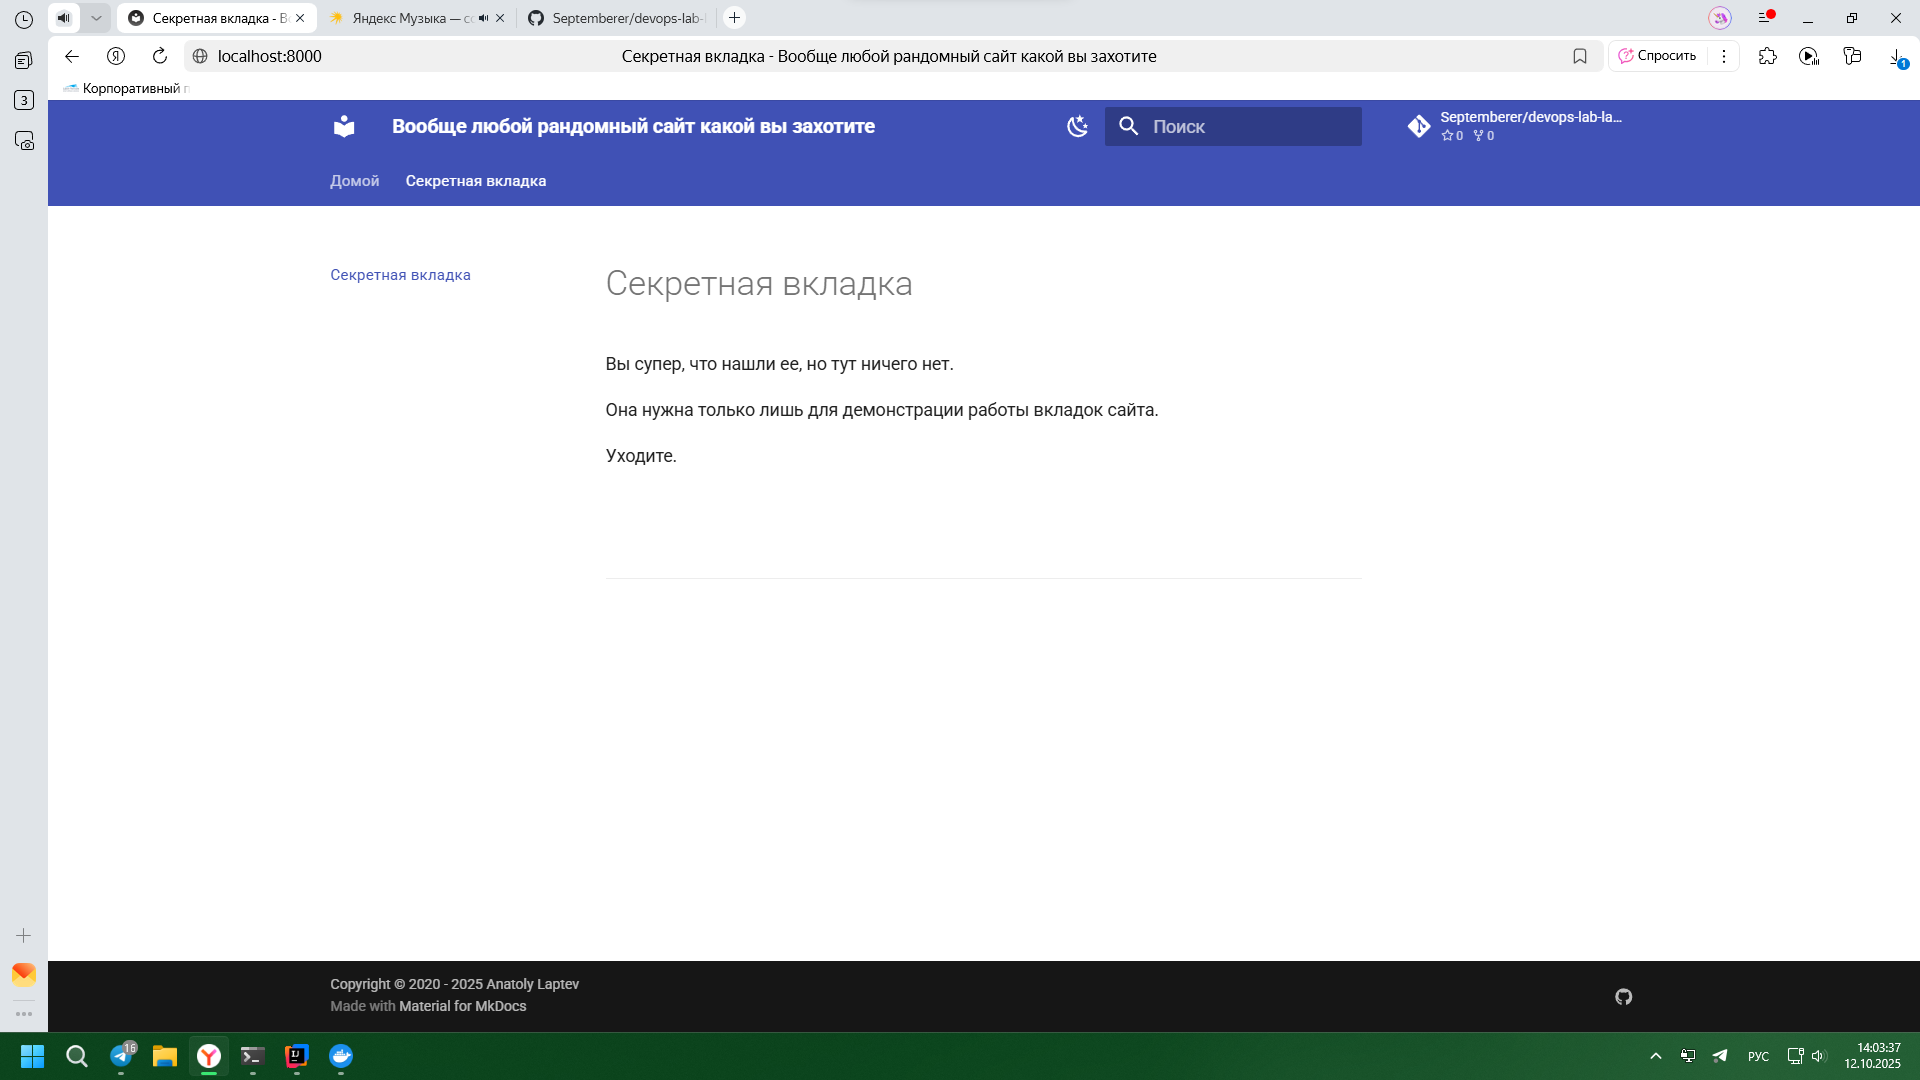 Секретная вкладка - В
Яндекс Музыка — со
Septemberer/devops-lab-
localhost:8000
Секретная вкладка - Вообще любой рандомный сайт какой вы захотите
Спросить
1
3
Корпоративный п
Вообще любой рандомный сайт какой вы захотите
Поиск
Septemberer/devops-lab-la...
0 0
Домой
Секретная вкладка
Секретная вкладка
Секретная вкладка
Вы супер, что нашли ее, но тут ничего нет.
Она нужна только лишь для демонстрации работы вкладок сайта.
Уходите.
Copyright © 2020 - 2025 Anatoly Laptev
Made with Material for MkDocs
16
РУС
14:03:37
12.10.2025